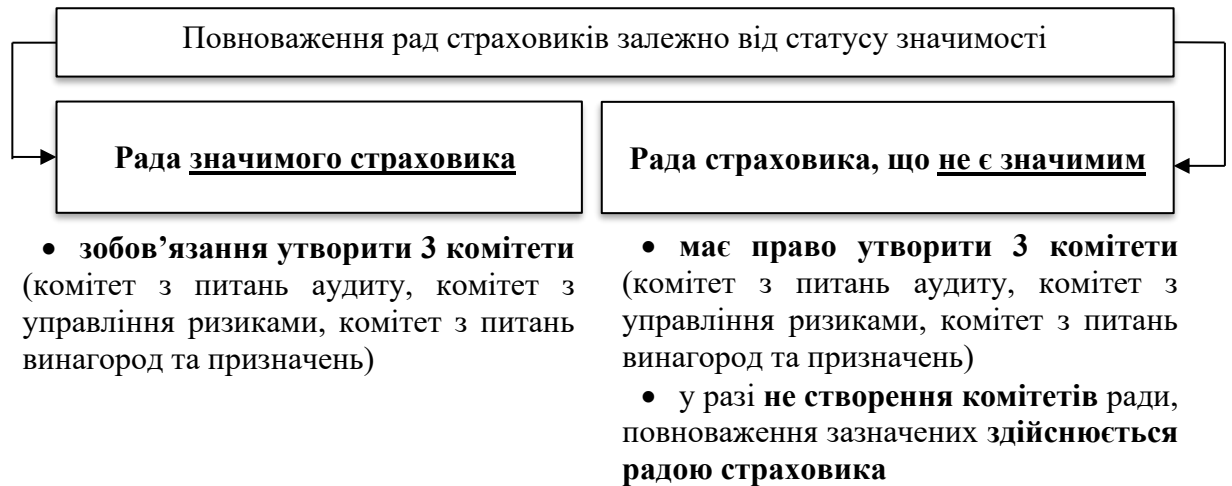 Повноваження рад страховиків залежно від статусу значимості
Рада значимого страховика
• зобов’язання утворити 3 комітети
(комітет з питань аудиту, комітет з
управління ризиками, комітет з питань
винагород та призначень)
Рада страховика, що не є значимим
• має право утворити 3 комітети
(комітет з питань аудиту, комітет з
управління ризиками, комітет з питань
винагород та призначень)
• у разі не створення комітетів ради,
повноваження зазначених здійснюється
радою страховика